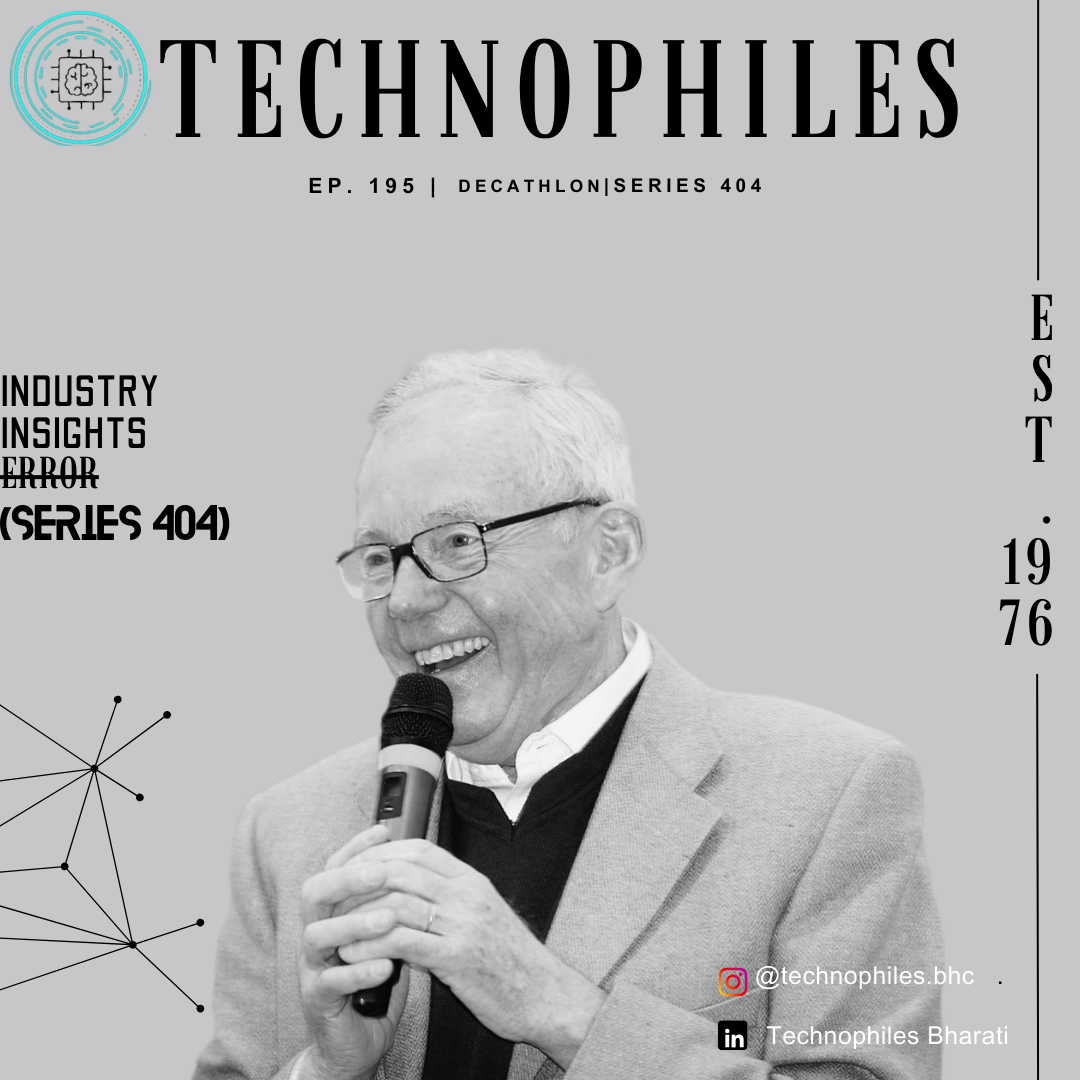 TECHNOPHILES
EP. 195 | DECATHLON|SERIES 404
INDUSTRY
INSIGHTS
ERROR
(SERIES 404)
E
S
T
.
19
76
@technophiles.bhc .
Technophiles Bharati